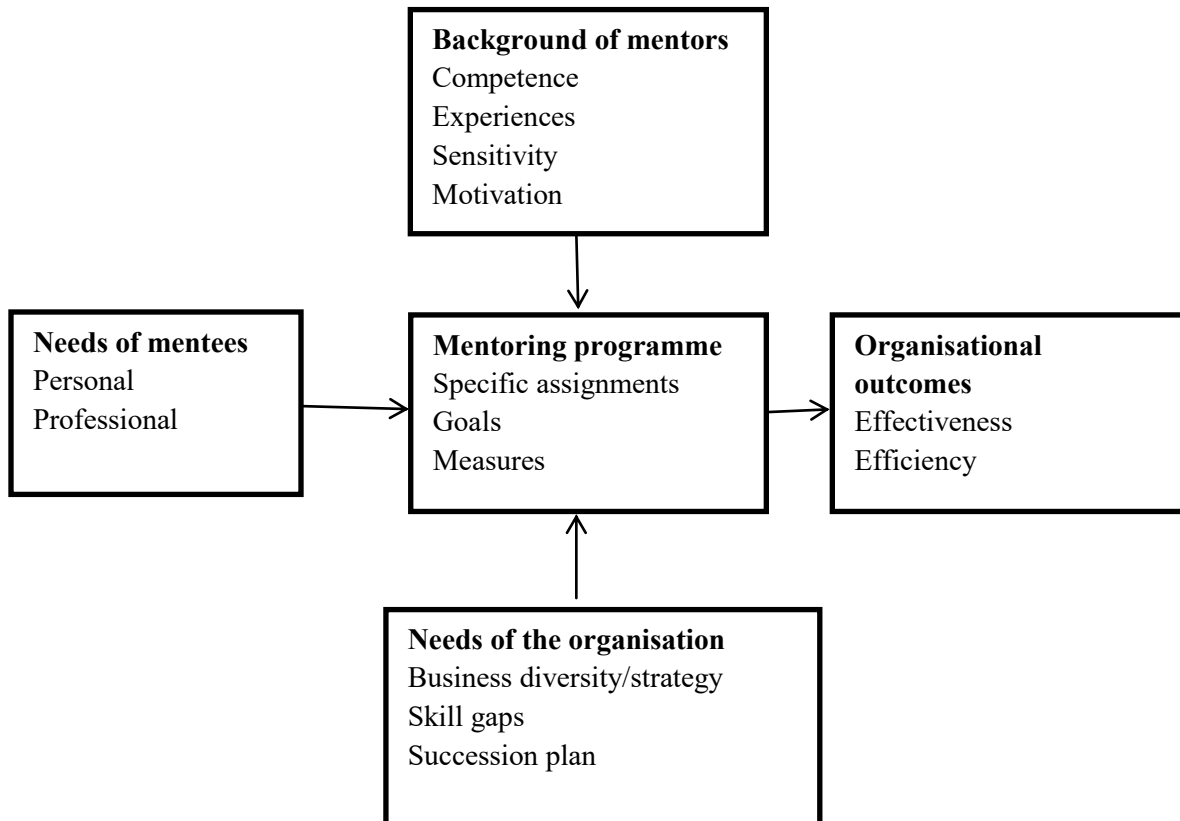 Background of mentors
Competence
Experiences
Sensitivity
Motivation
Needs of mentees
Personal
Professional
Mentoring programme
Specific assignments
Goals
Measures
Organisational
outcomes
Effectiveness
Efficiency
Needs of the organisation
Business diversity/strategy
Skill gaps
Succession plan